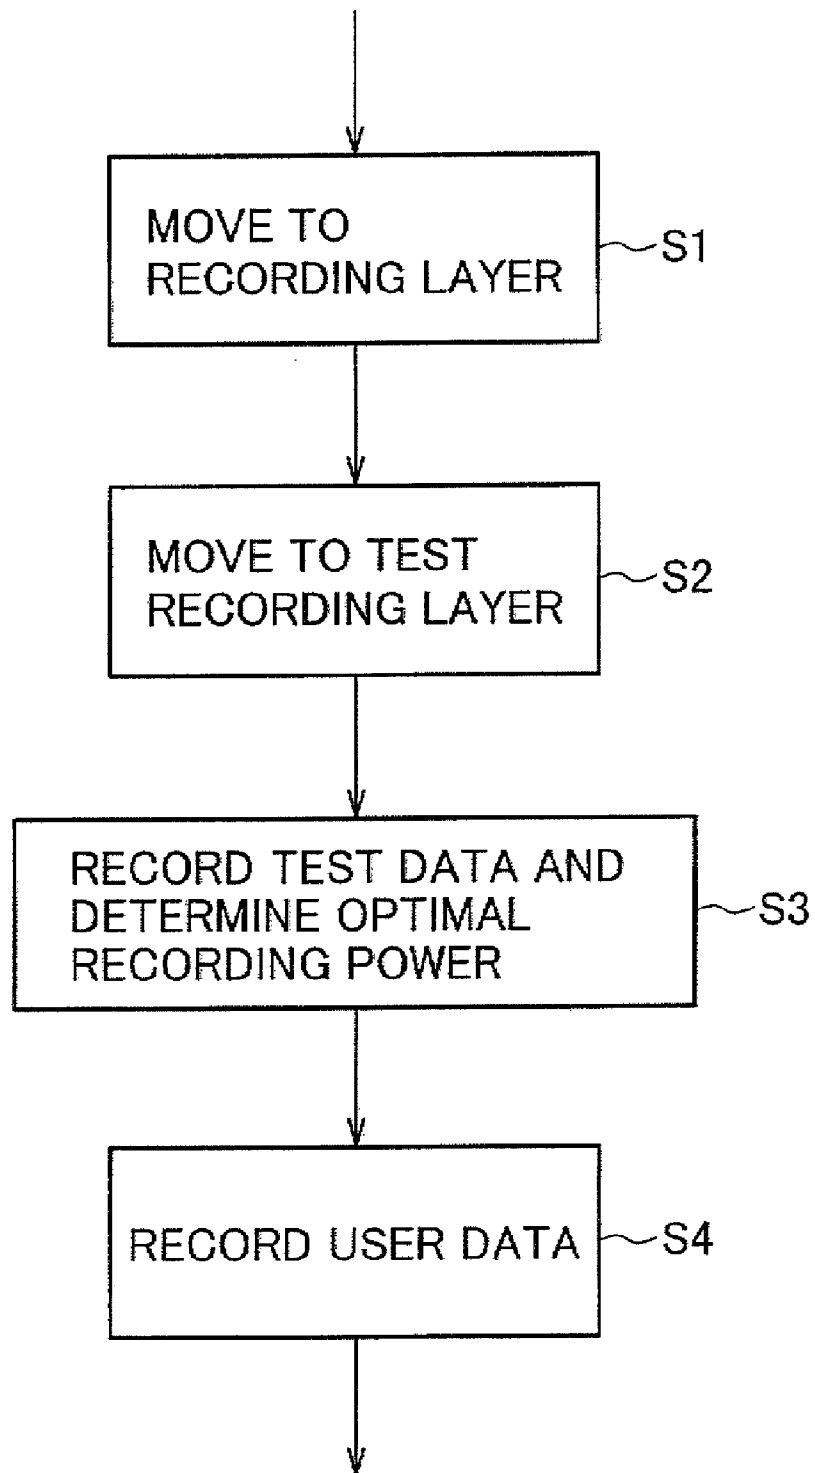 MOVE TO
RECORDING LAYER
S1
MOVE TO TEST
RECORDING LAYER
S2
RECORD TEST DATA AND
DETERMINE OPTIMAL
RECORDING POWER
S3
RECORD USER DATA
S4